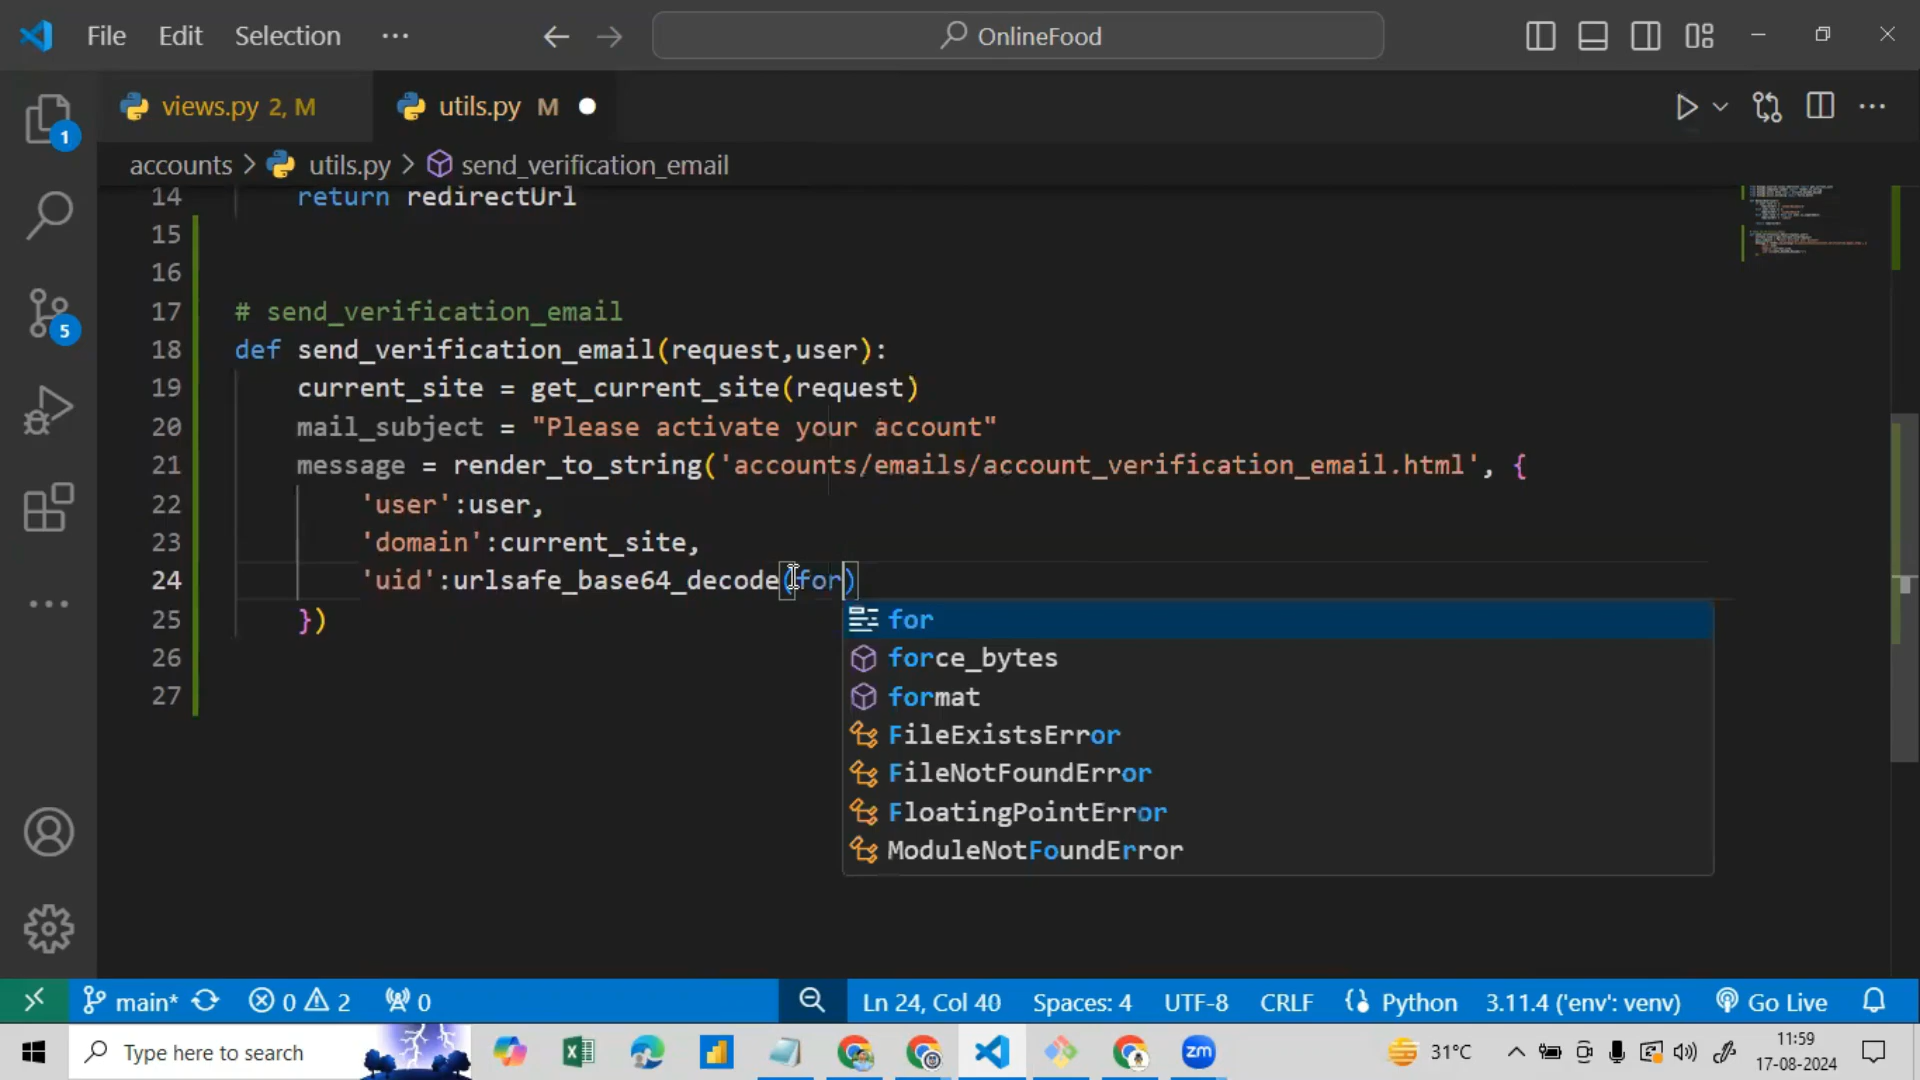 File Edit Selection ··· OnlineFood
views.py 2, M utils.py M
accounts > utils.py > send_verification_email
14 return redirectUrl
15
16
17 # send_verification_email
18 def send_verification_email(request,user):
19 current_site = get_current_site(request)
20 mail_subject = "Please activate your account"
21 message = render_to_string('accounts/emails/account_verification_email.html', {
22 'user':user,
23 'domain':current_site,
24 'uid':urlsafe_base64_decode(for)
25 })
26
27
for
force_bytes
format
FileExistsError
FileNotFoundError
FloatingPointError
ModuleNotFoundError
1
5
main* 0 2 0 Ln 24, Col 40 Spaces: 4 UTF-8 CRLF Python 3.11.4 ('env': venv) Go Live
Type here to search zm 31°C 11:59
17-08-2024